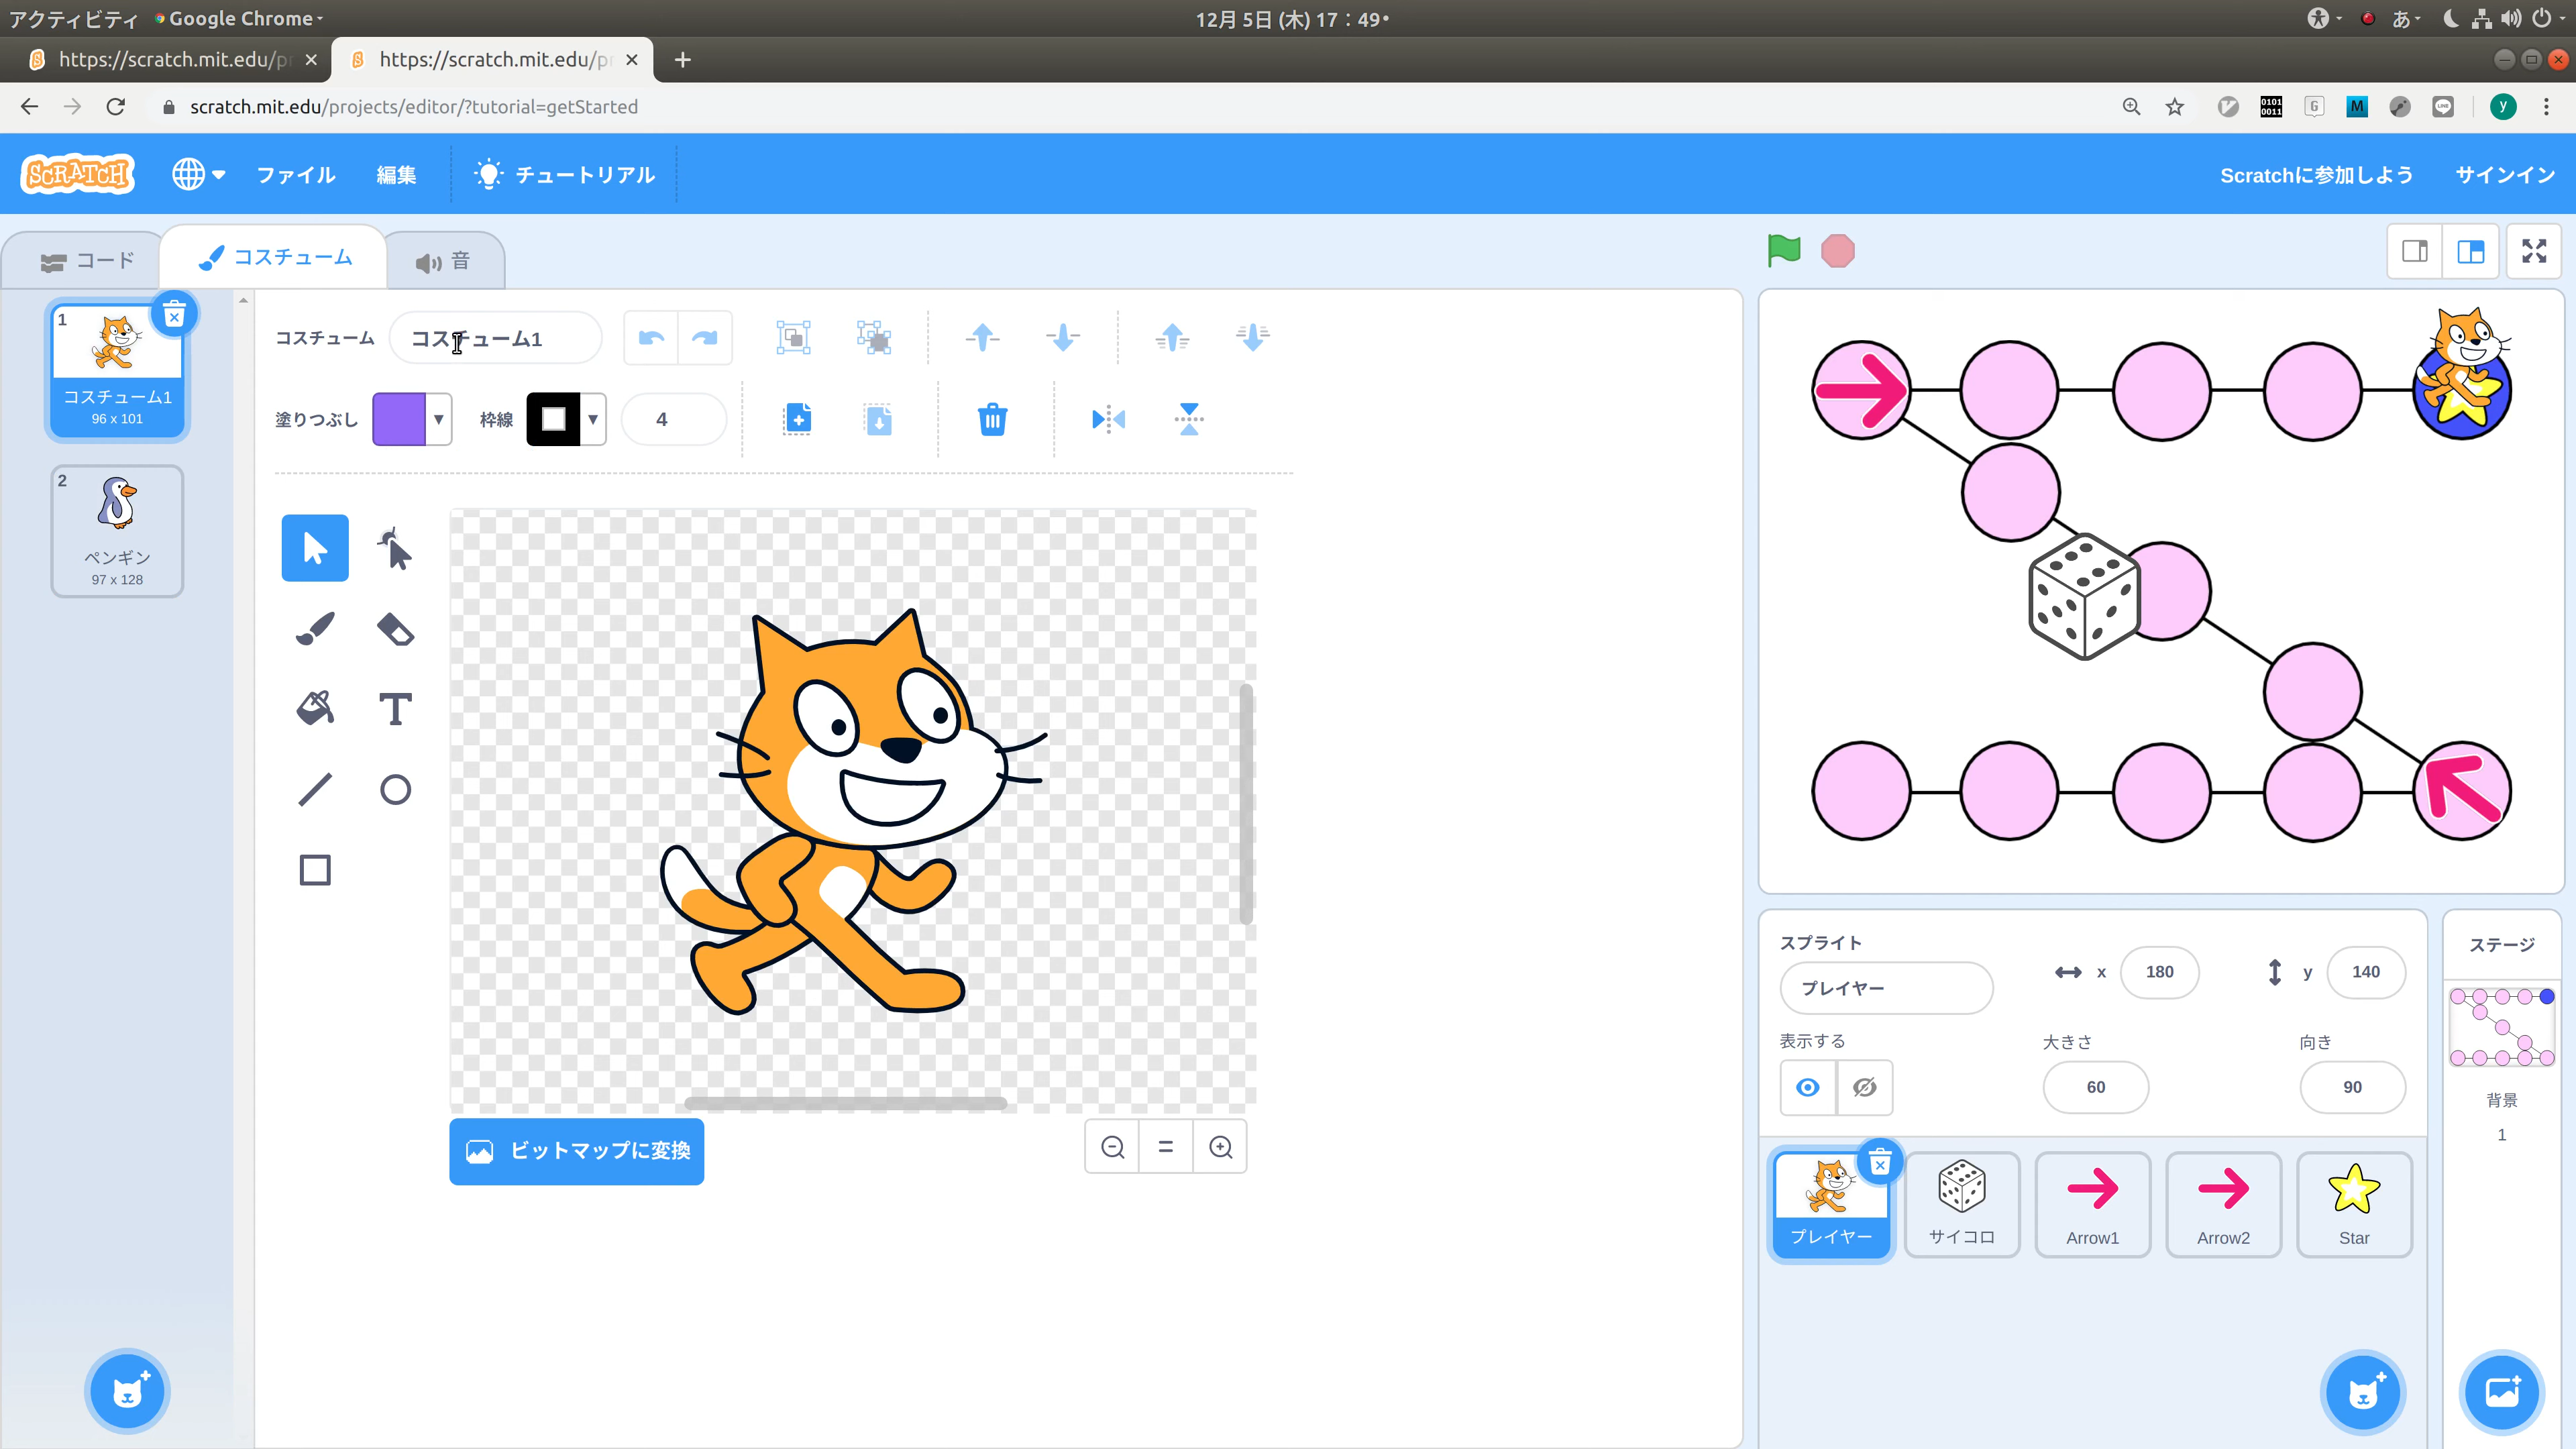 アクティビティ Google Chrome 12月 5日 (木) 17：49 あ
https://scratch.mit.edu/p https://scratch.mit.edu/p
scratch.mit.edu/projects/editor/?tutorial=getStarted 0101 0011 G M LINE y
SCRATCH ファイル 編集 チュートリアル Scratchに参加しよう サインイン
コード コスチューム 音
1
コスチューム1
96 x 101
2
ペンギン
97 x 128
コスチューム コスチューム1
塗りつぶし 枠線 4
T
ビットマップに変換
スプライト
プレイヤー x 180 y 140
表示する 大きさ 向き
60 90
プレイヤー サイコロ Arrow1 Arrow2 Star
ステージ
背景
1